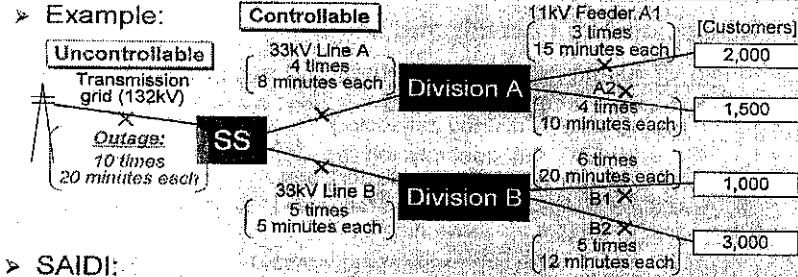 ➢ Example:
Uncontrollable
Transmission
grid (132kV)
Outage:
10 times
20 minutes each
SS
Controllable
33kV Line A
4 times
8 minutes each
33kV Line B
5 times
5 minutes each
Division A
Division B
11kV Feeder A1
3 times
15 minutes each
A2
4 times
10 minutes each
6 times
20 minutes each
B1
B2
5 times
12 minutes each
[Customers]
2,000
1,500
1,000
3,000
➢ SAIDI: